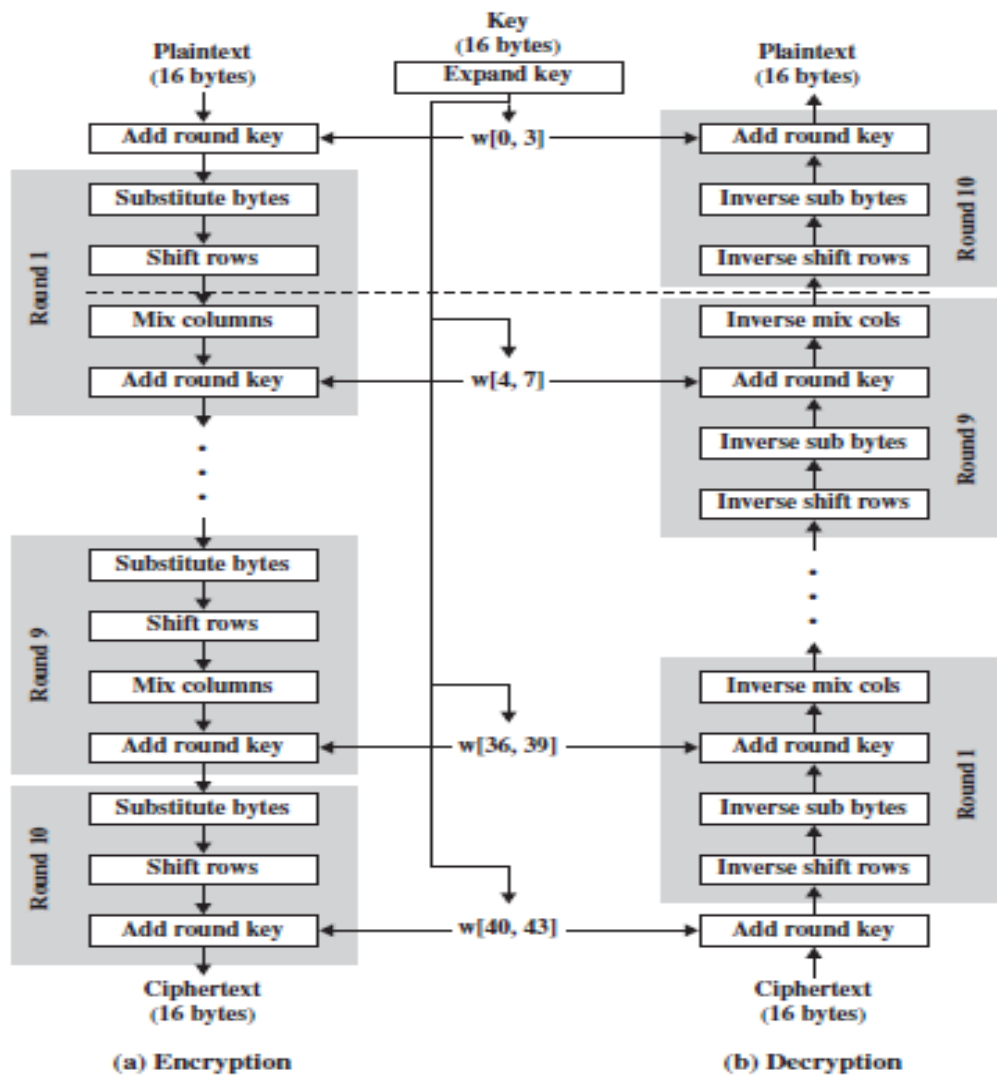 Plaintext
(16 bytes)
Add round key
Substitute bytes
Shift rows
Mix columns
Add round key
Round 1
Substitute bytes
Shift rows
Mix columns
Add round key
Round 9
Substitute bytes
Shift rows
Add round key
Round 10
Ciphertext
(16 bytes)
(a) Encryption
Key
(16 bytes)
Expand key
w[0, 3]
w[4, 7]
w[36, 39]
w[40, 43]
Plaintext
(16 bytes)
Add round key
Inverse sub bytes
Inverse shift rows
Round 10
Inverse mix cols
Add round key
Inverse sub bytes
Inverse shift rows
Round 9
Inverse mix cols
Add round key
Inverse sub bytes
Inverse shift rows
Round 1
Add round key
Ciphertext
(16 bytes)
(b) Decryption